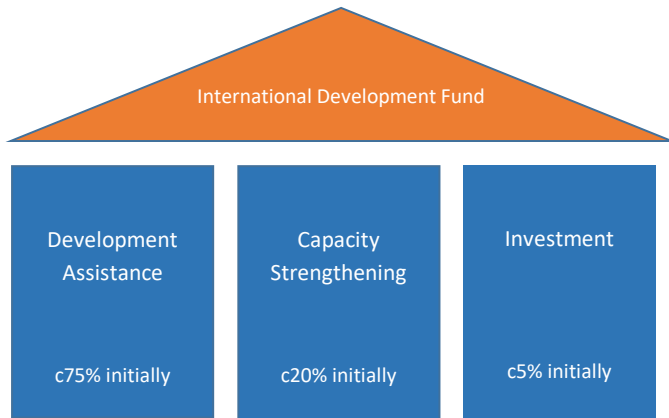 International Development Fund
Development
Assistance
c75% initially
Capacity
Strengthening
c20% initially
Investment
c5% initially